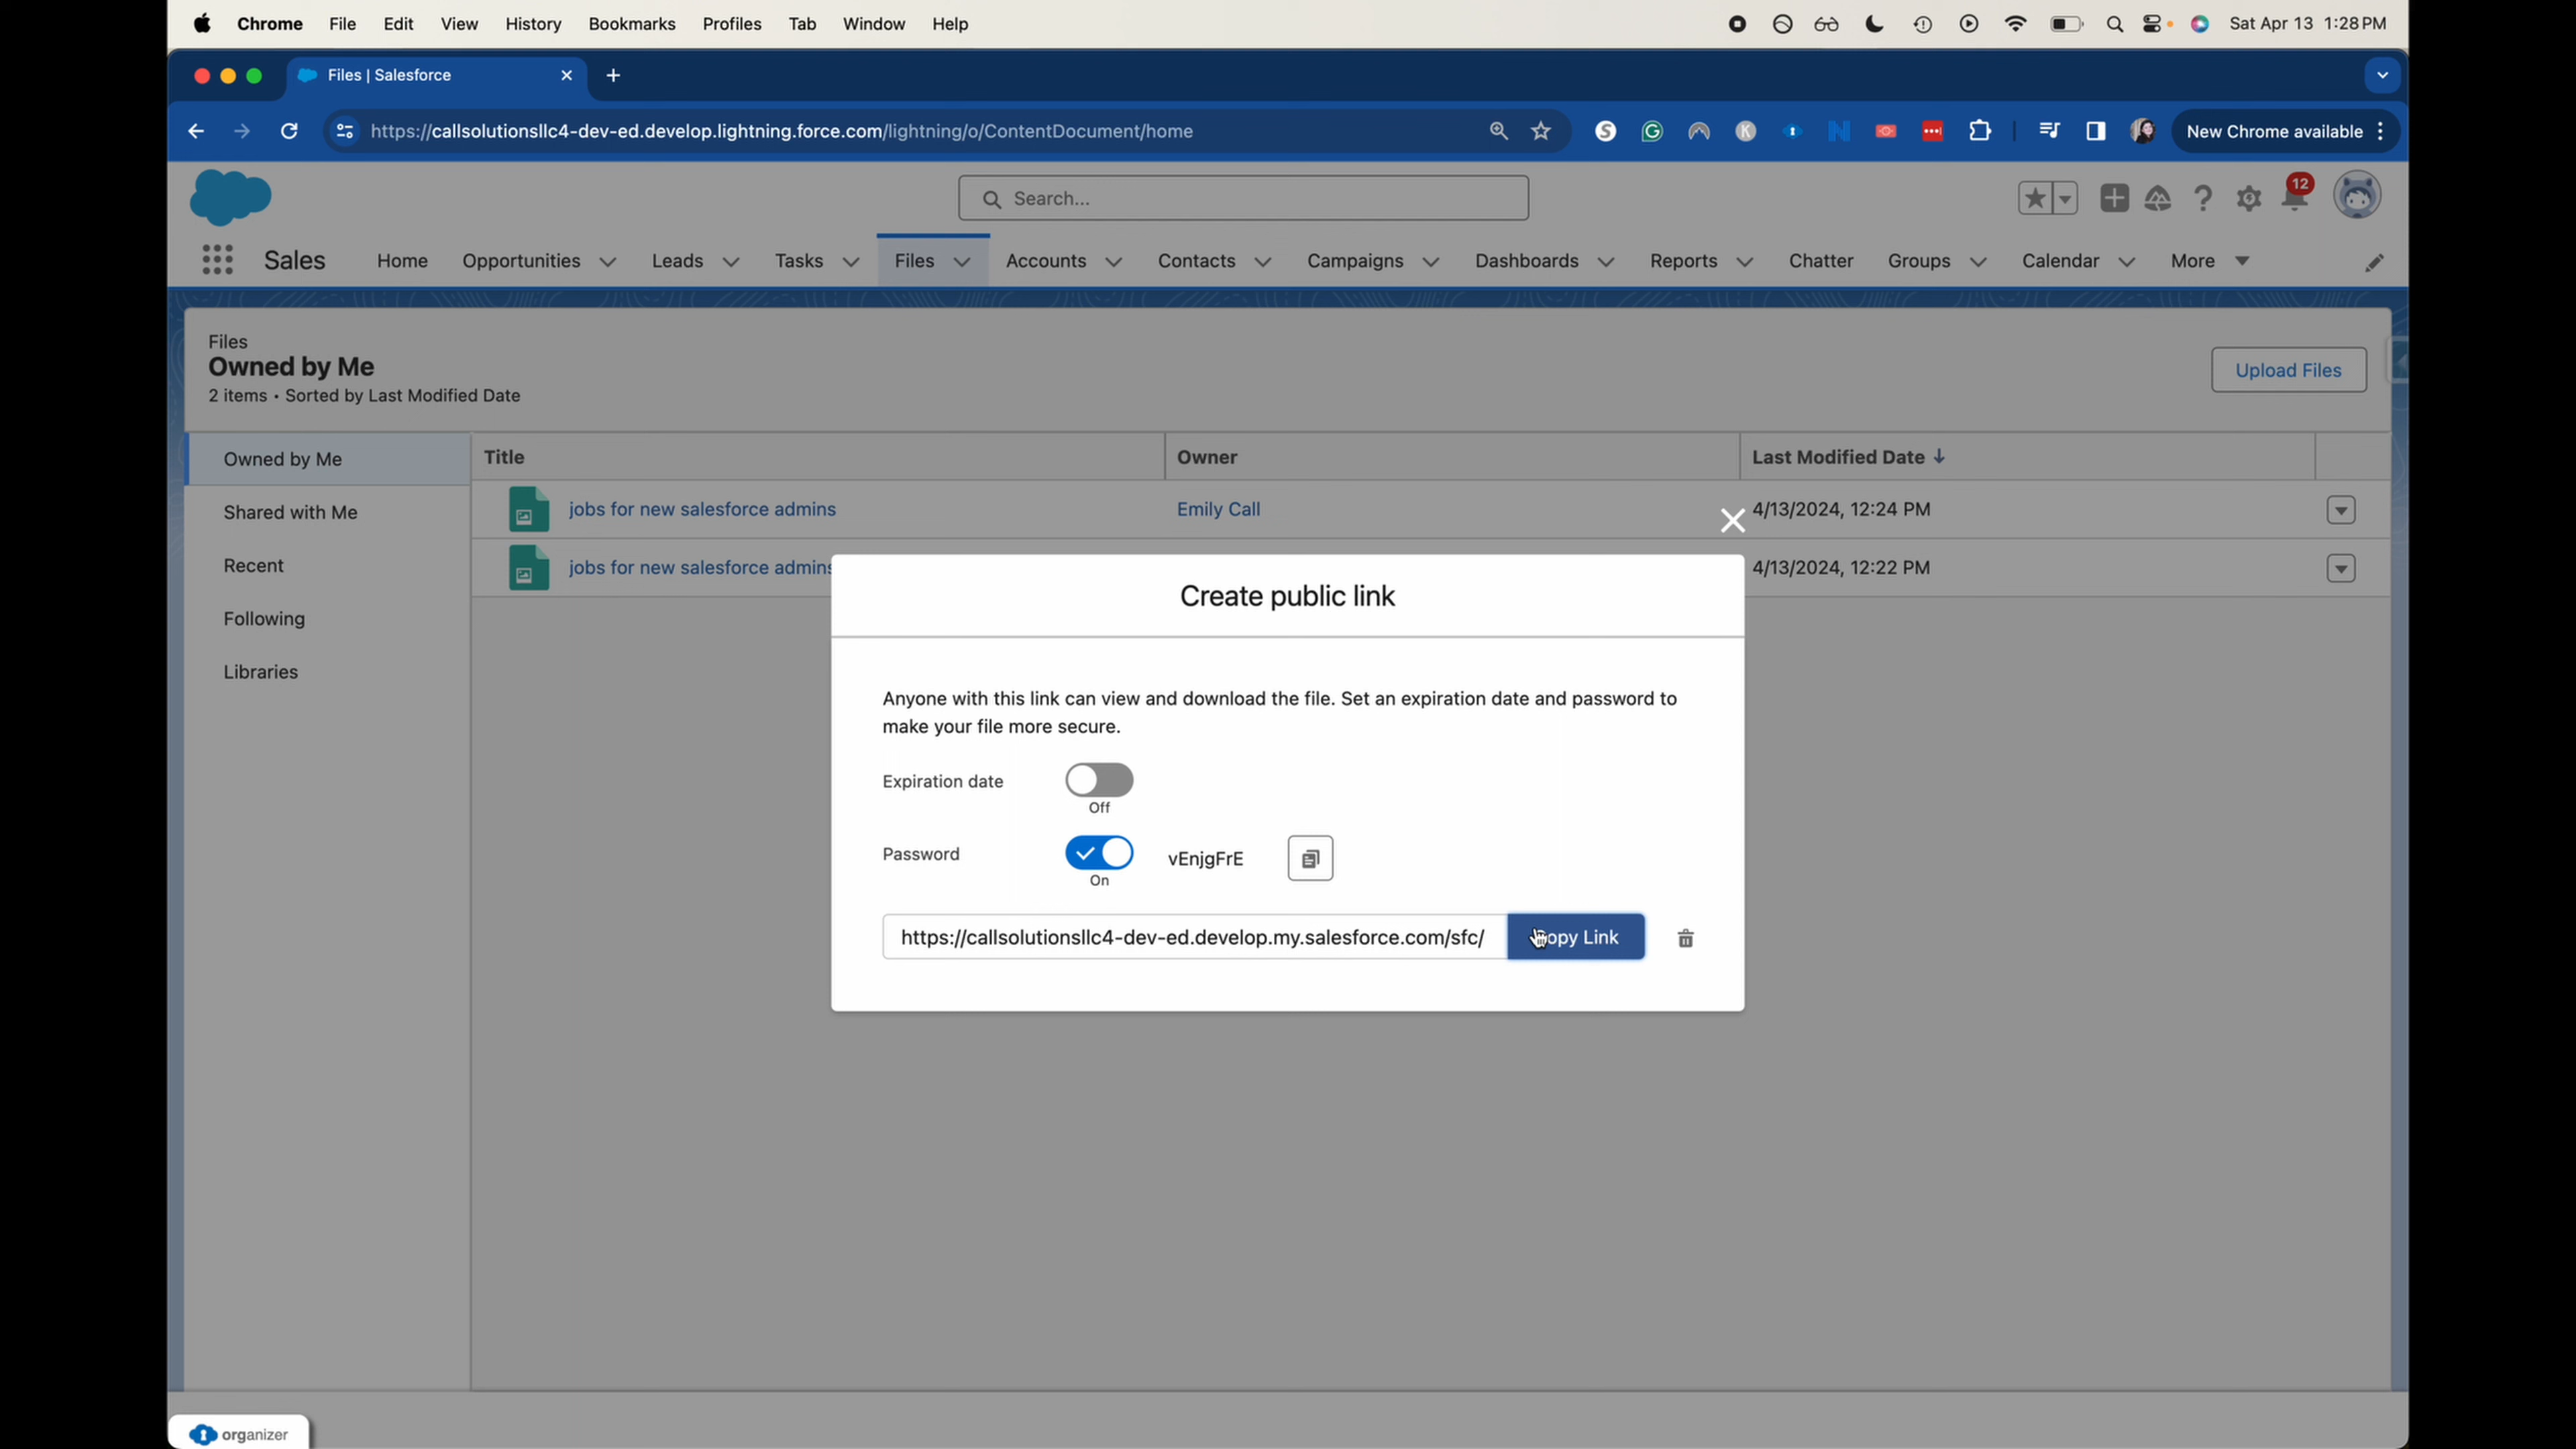 Chrome File Edit View History Bookmarks Profiles Tab Window Help Sat Apr 13 1:28 PM
Files | Salesforce
https://callsolutionsllc4-dev-ed.develop.lightning.force.com/lightning/o/ContentDocument/home New Chrome available
Search... 12
Sales Home Opportunities Leads Tasks Files Accounts Contacts Campaigns Dashboards Reports Chatter Groups Calendar More
Files
Owned by Me
2 items • Sorted by Last Modified Date
Upload Files
Owned by Me
Shared with Me
Recent
Following
Libraries
Title Owner Last Modified Date
jobs for new salesforce admins Emily Call 4/13/2024, 12:24 PM
jobs for new salesforce admins 4/13/2024, 12:22 PM
Create public link
Anyone with this link can view and download the file. Set an expiration date and password to
make your file more secure.
Expiration date
Off
Password vEnjgFrE
On
https://callsolutionsllc4-dev-ed.develop.my.salesforce.com/sfc/ Copy Link
organizer